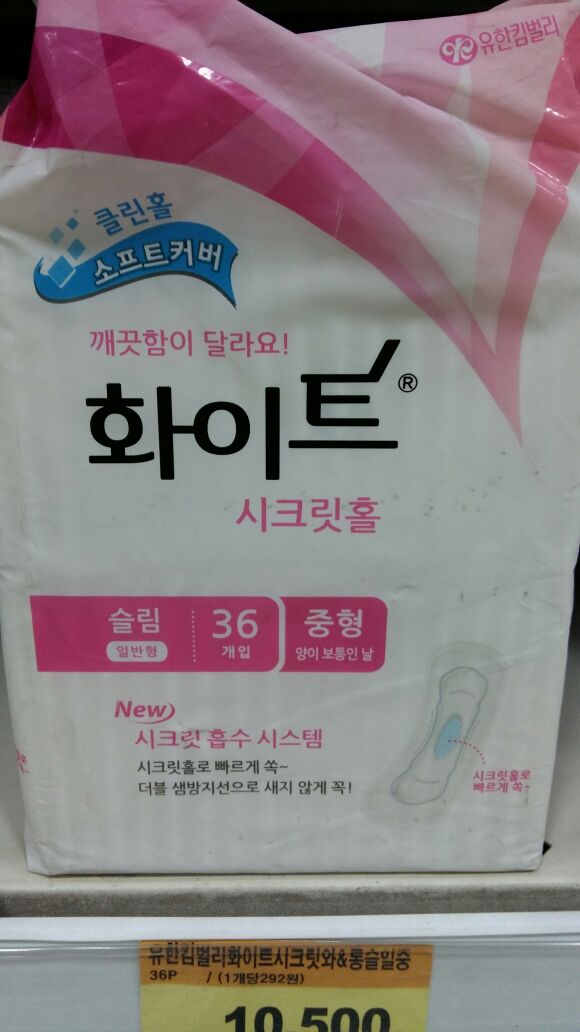 유한킴벌리
클린홀
소프트커버
깨끗함이 달라요!
화이트®
시크릿홀
슬림
일반형
36
개입
중형
양이 보통인 날
New
시크릿 흡수 시스템
시크릿홀로 빠르게 쏙~
더블 샘방지선으로 새지 않게 꼭!
시크릿홀로
빠르게 쏙~
유한킴벌리화이트시크릿와&통슬일중
36P / (1개당292원)
10,500